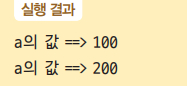 실행 결과
a의 값 ==> 100
a의 값 ==> 200